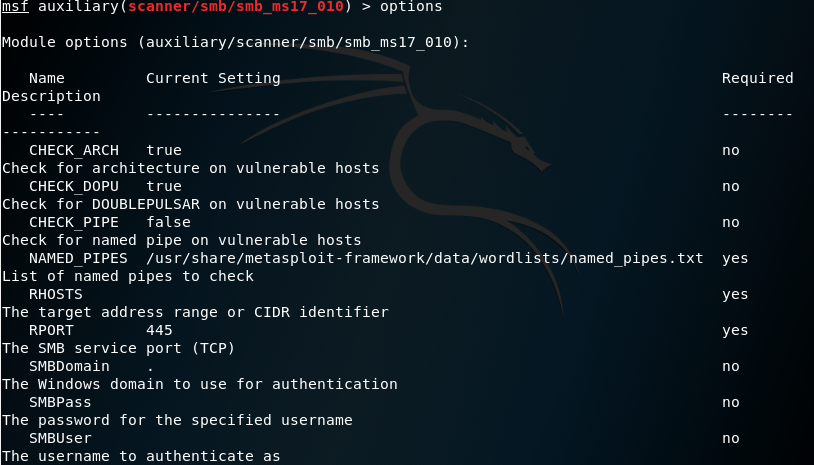 msf auxiliary(scanner/smb/smb_ms17_010) > options
Module options (auxiliary/scanner/smb/smb_ms17_010):
Name Current Setting Required
Description
---- --------------- --------
-----------
CHECK_ARCH true no
Check for architecture on vulnerable hosts
CHECK_DOPU true no
Check for DOUBLEPULSAR on vulnerable hosts
CHECK_PIPE false no
Check for named pipe on vulnerable hosts
NAMED_PIPES /usr/share/metasploit-framework/data/wordlists/named_pipes.txt yes
List of named pipes to check
RHOSTS yes
The target address range or CIDR identifier
RPORT 445 yes
The SMB service port (TCP)
SMBDomain . no
The Windows domain to use for authentication
SMBPass no
The password for the specified username
SMBUser no
The username to authenticate as